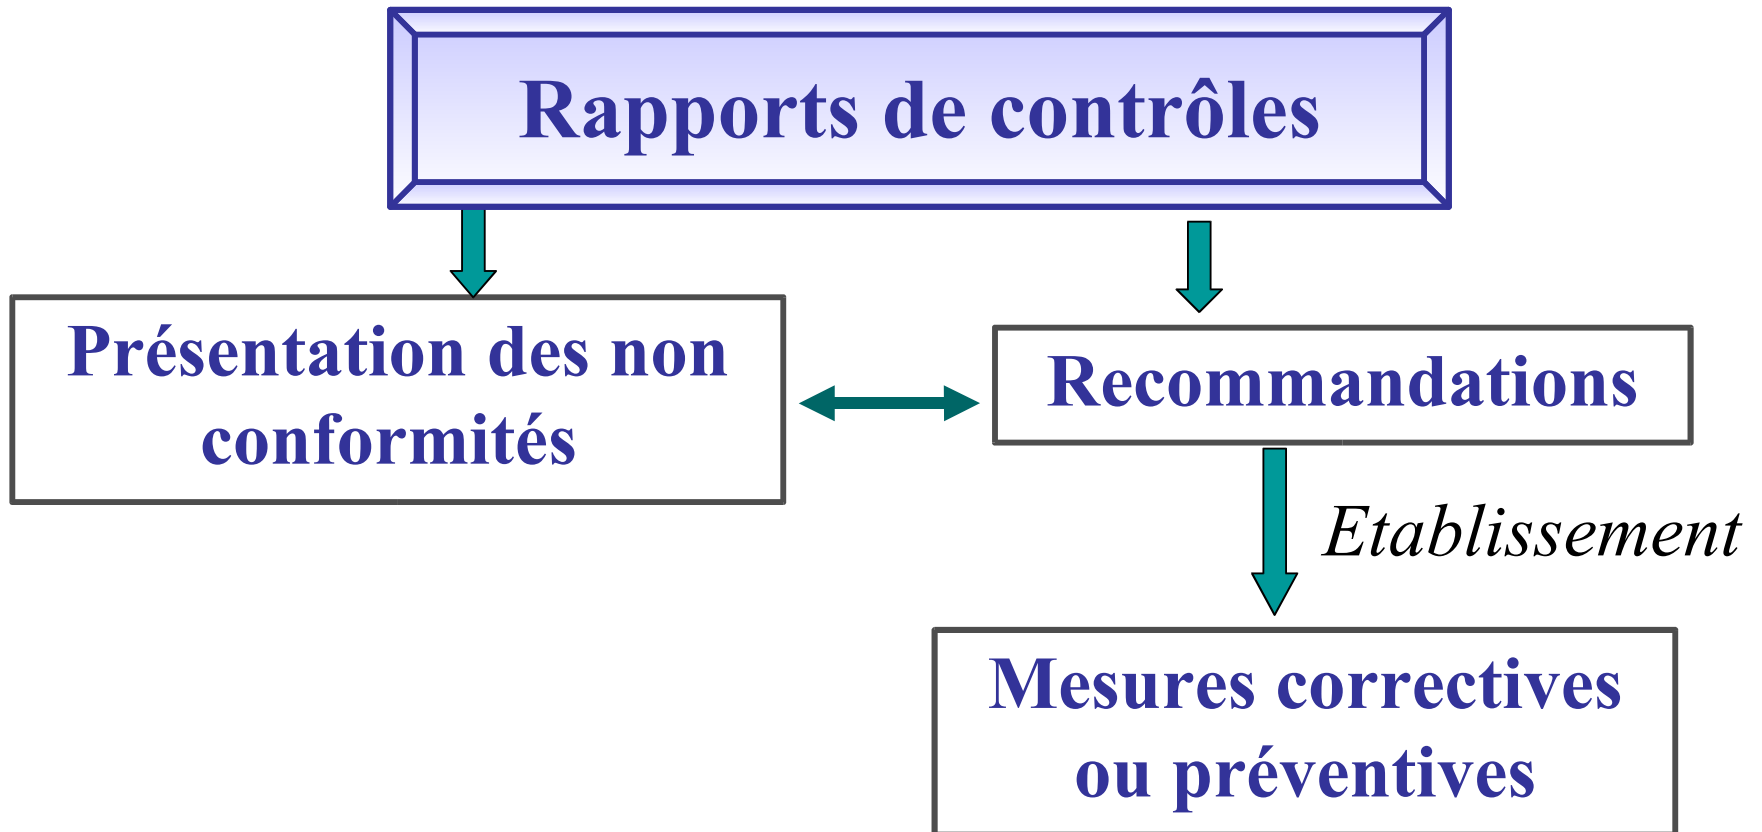 Rapports de contrôles
Présentation des non
conformités
Recommandations
Etablissement
Mesures correctives
ou préventives